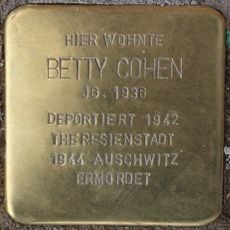 HIER WOHNTE
BETTY COHEN
JG. 1936
DEPORTIERT 1942
THERESIENSTADT
1944 AUSCHWITZ
ERMORDET